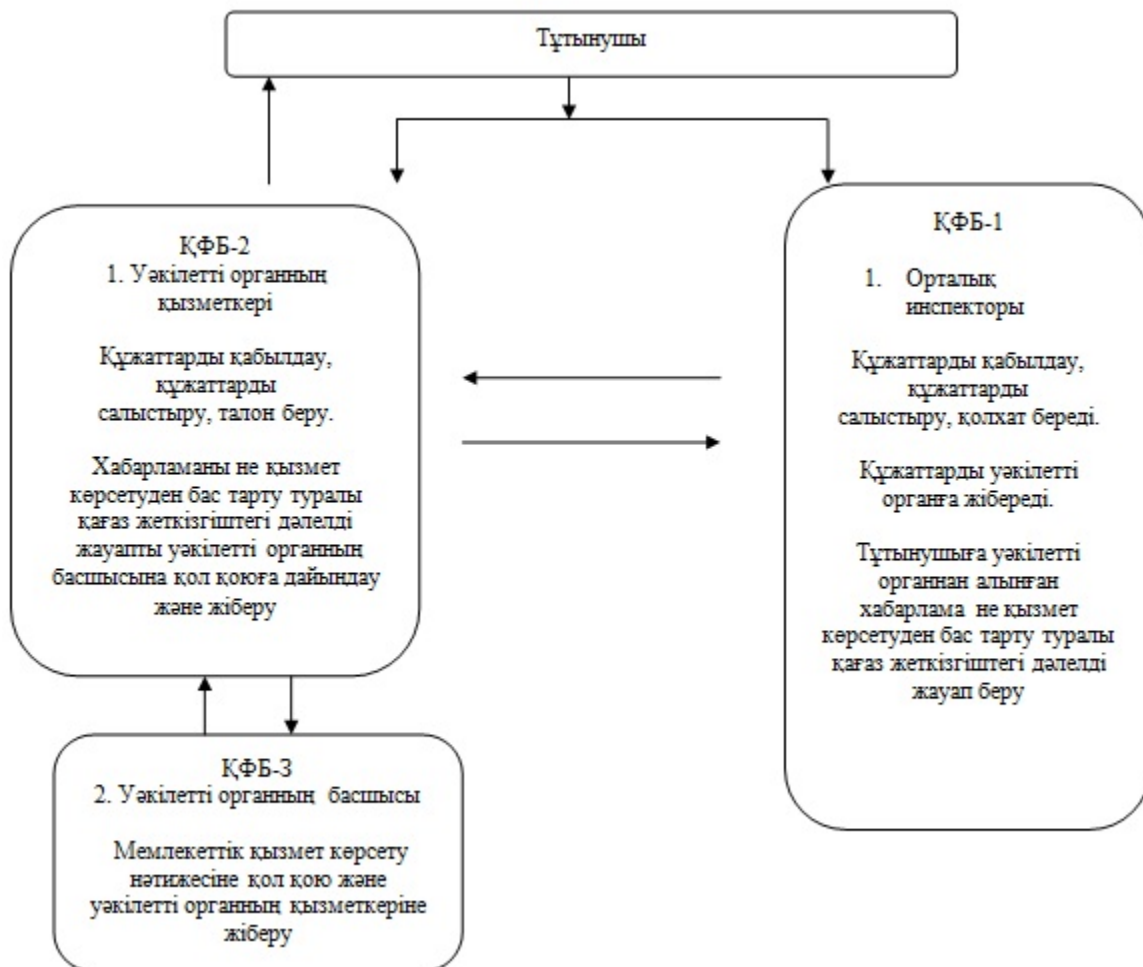 Тұтынушы
ҚФБ-2
1. Уәкілетті органның
қызметкері
Құжаттарды қабылдау,
құжаттарды
салыстыру, талон беру.
Хабарламаны не қызмет
көрсетуден бас тарту туралы
қағаз жеткізгіштегі дәлелді
жауапты уәкілетті органның
басшысына қол қоюға дайындау
және жіберу
ҚФБ-1
1. Орталық
инспекторы
Құжаттарды қабылдау,
құжаттарды
салыстыру, қолхат береді.
Құжаттарды уәкілетті
органға жібереді.
Тұтынушыға уәкілетті
органнан алынған
хабарлама не қызмет
көрсетуден бас тарту туралы
қағаз жеткізгіштегі дәлелді
жауап беру
ҚФБ-3
2. Уәкілетті органның басшысы
Мемлекеттік қызмет көрсету
нәтижесіне қол қою және
уәкілетті органның қызметкеріне
жіберу